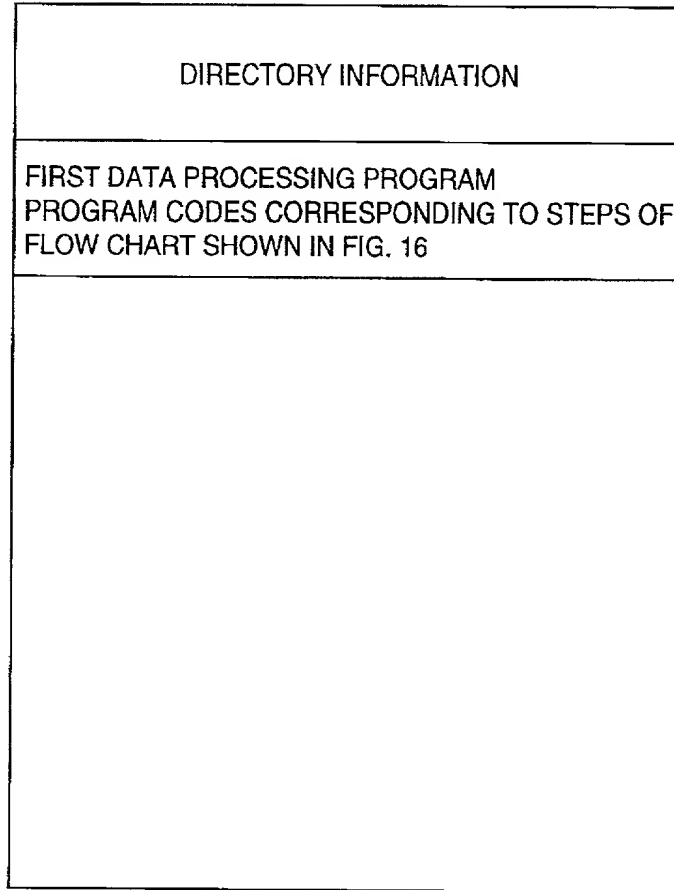 DIRECTORY INFORMATION
FIRST DATA PROCESSING PROGRAM
PROGRAM CODES CORRESPONDING TO STEPS OF
FLOW CHART SHOWN IN FIG. 16